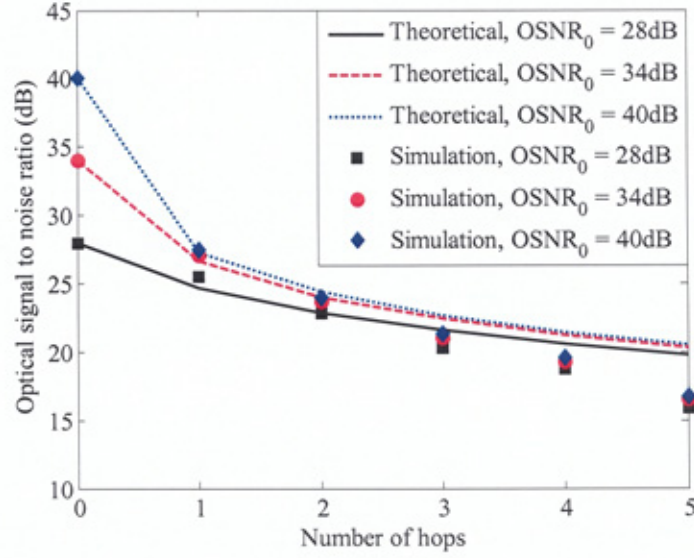 45
40
35
30
25
20
15
10
Optical signal to noise ratio (dB)
Theoretical, OSNR0 = 28dB
Theoretical, OSNR0 = 34dB
Theoretical, OSNR0 = 40dB
Simulation, OSNR0 = 28dB
Simulation, OSNR0 = 34dB
Simulation, OSNR0 = 40dB
0 1 2 3 4 5
Number of hops